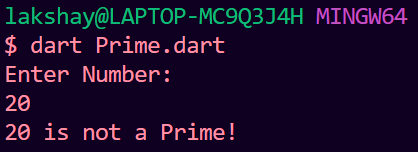 lakshay@LAPTOP-MC9Q3J4H MINGW64
$ dart Prime.dart
Enter Number:
20
20 is not a Prime!